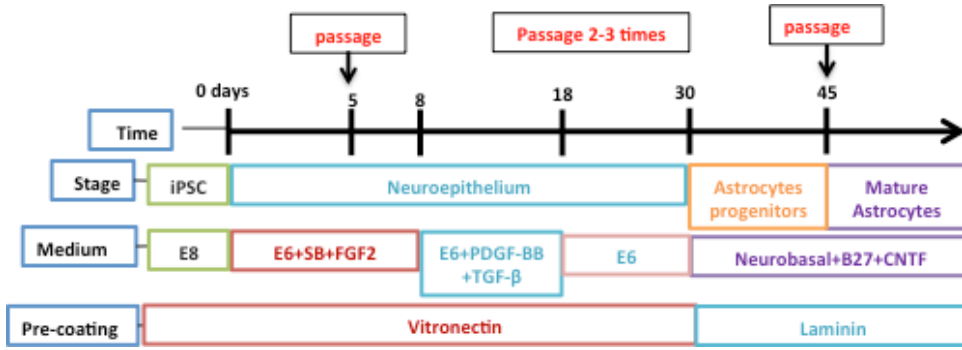 passage
Passage 2-3 times
passage
0 days
5
8
18
30
45
Time
Stage
iPSC
Neuroepithelium
Astrocytes
progenitors
Mature
Astrocytes
Medium
E8
E6+SB+FGF2
E6+PDGF-BB
+TGF-β
E6
Neurobasal+B27+CNTF
Pre-coating
Vitronectin
Laminin